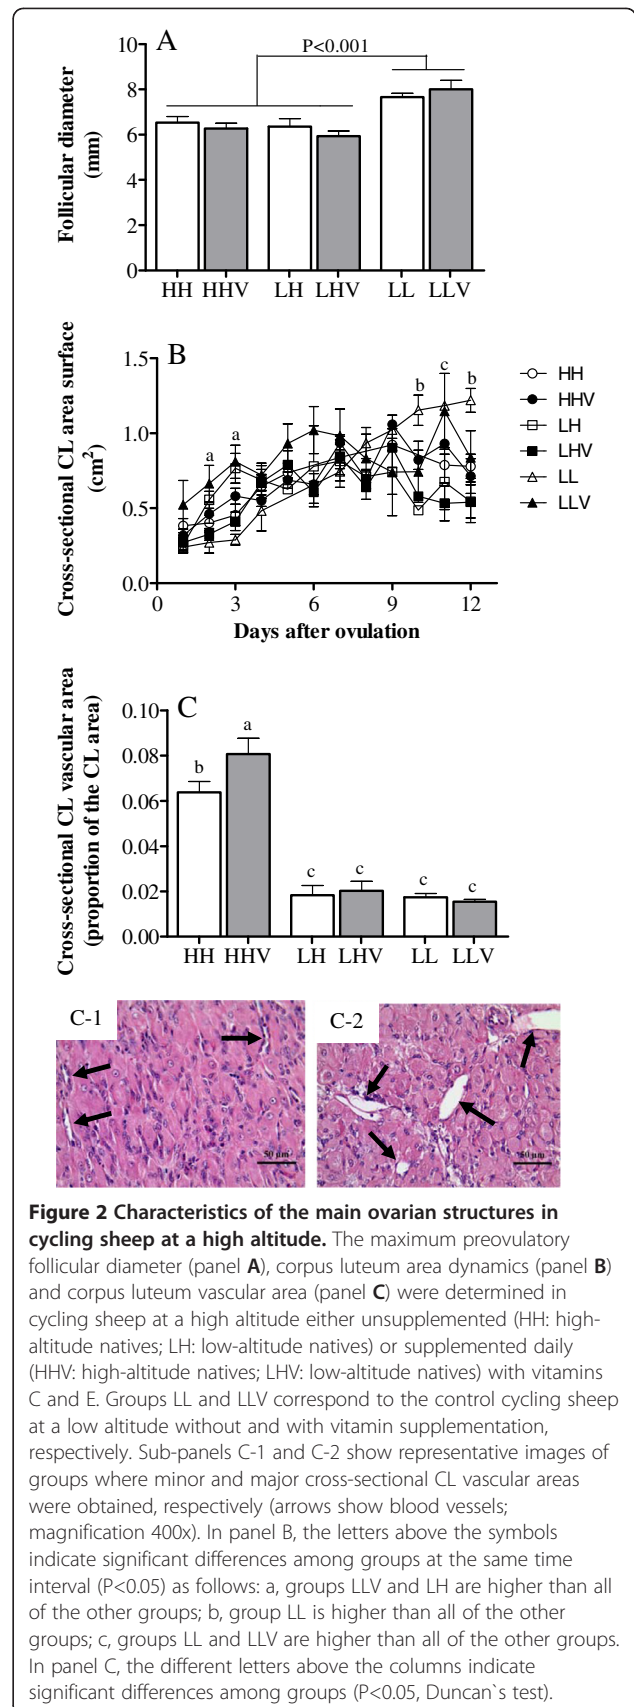 A
P<0.001
Follicular diameter
(mm)
10
8
6
4
2
0
HH HHV LH LHV LL LLV
B
Cross-sectional CL area surface
(cm²)
1.5
1.0
0.5
0.0
a a b c b
0 3 6 9 12
Days after ovulation
HH
HHV
LH
LHV
LL
LLV
C
Cross-sectional CL vascular area
(proportion of the CL area)
0.10
0.08
0.06
0.04
0.02
0.00
b a c c c c
HH HHV LH LHV LL LLV
C-1
50 µm
C-2
50 µm
Figure 2 Characteristics of the main ovarian structures in
cycling sheep at a high altitude. The maximum preovulatory
follicular diameter (panel A), corpus luteum area dynamics (panel B)
and corpus luteum vascular area (panel C) were determined in
cycling sheep at a high altitude either unsupplemented (HH: high-
altitude natives; LH: low-altitude natives) or supplemented daily
(HHV: high-altitude natives; LHV: low-altitude natives) with vitamins
C and E. Groups LL and LLV correspond to the control cycling sheep
at a low altitude without and with vitamin supplementation,
respectively. Sub-panels C-1 and C-2 show representative images of
groups where minor and major cross-sectional CL vascular areas
were obtained, respectively (arrows show blood vessels;
magnification 400x). In panel B, the letters above the symbols
indicate significant differences among groups at the same time
interval (P<0.05) as follows: a, groups LLV and LH are higher than all
of the other groups; b, group LL is higher than all of the other
groups; c, groups LL and LLV are higher than all of the other groups.
In panel C, the different letters above the columns indicate
significant differences among groups (P<0.05, Duncan`s test).